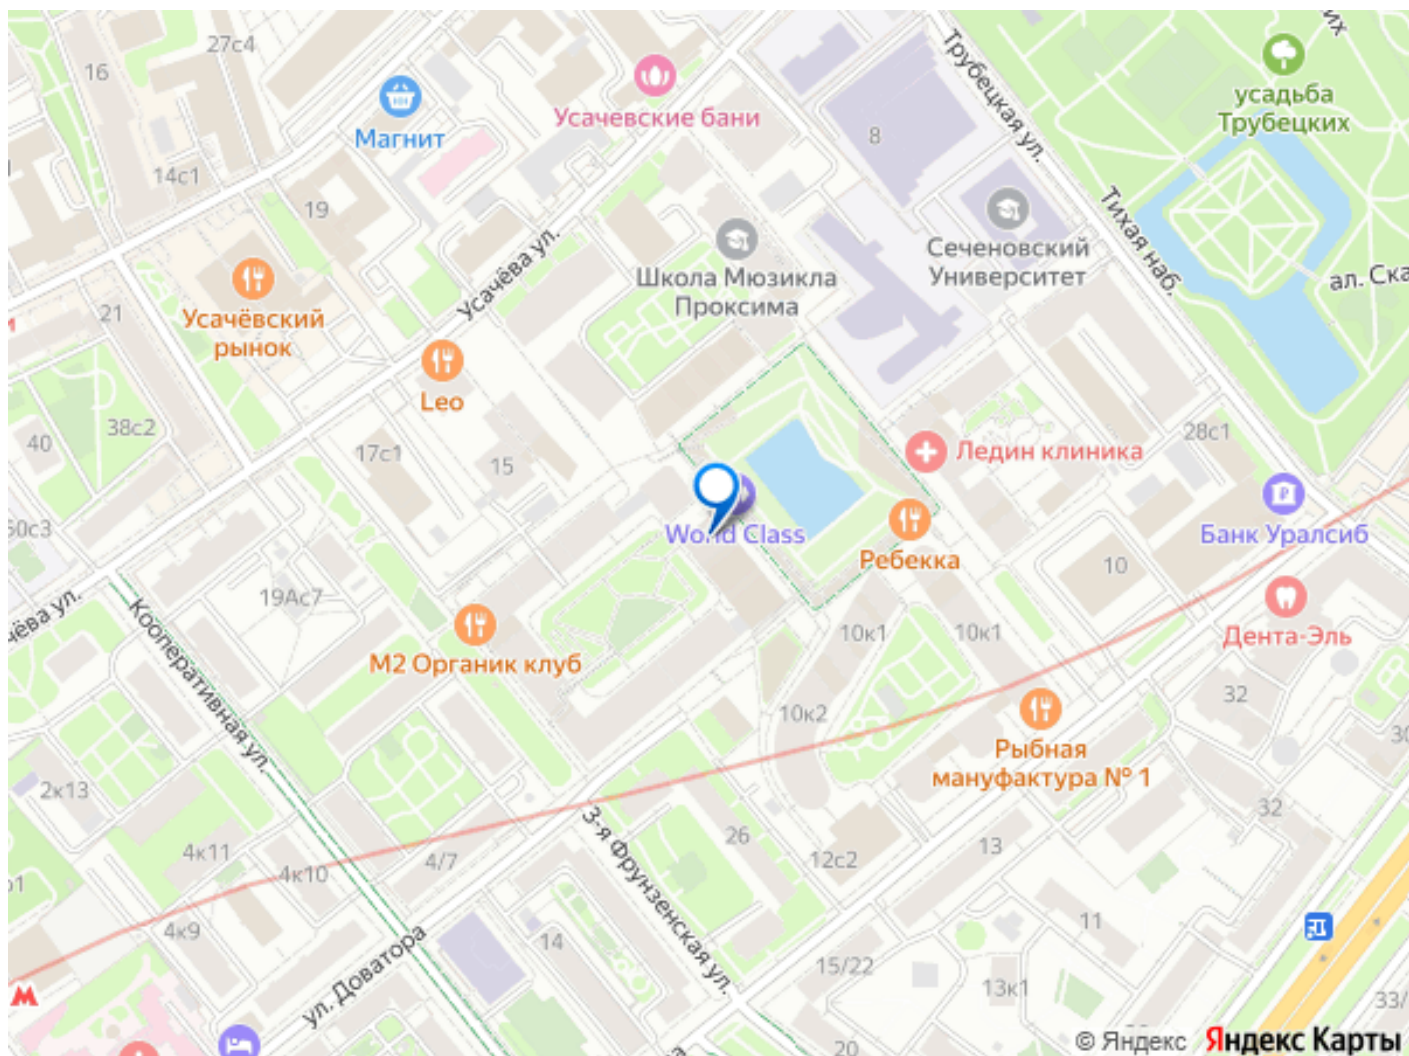 27с4
16
Магнит
Усачевские бани
8
Трубецкая ул.
усадьба
Трубецких
14с1
19
Усачёва ул.
Школа Мюзикла
Проксима
Сеченовский
Университет
Тихая наб.
ал. Ска
21
Усачёвский
рынок
Leo
40
38с2
17с1
15
Ледин клиника
28с1
World Class
Ребекка
Банк Уралсиб
50с3
10
19Ас7
чёва ул.
Кооперативная ул.
М2 Органик клуб
10к1
10к1
Дента-Эль
32
10к2
30
Рыбная
мануфактура № 1
2к13
32
3-я Фрунзенская ул.
26
12с2
13
4к11
4/7
4к10
4к9
11
14
ул. Доватора
15/22
13к1
33/
20
© Яндекс Яндекс Карты